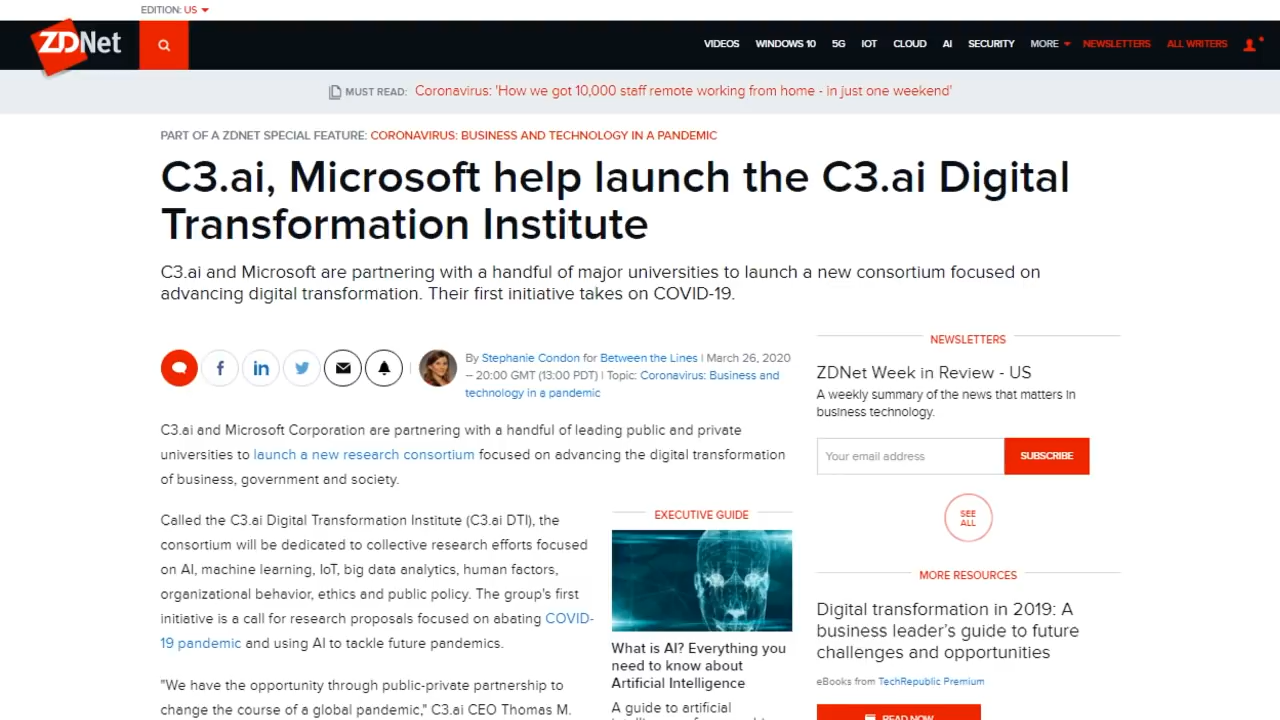 EDITION: US
ZDNet
VIDEOS WINDOWS 10 5G IOT CLOUD AI SECURITY MORE NEWSLETTERS ALL WRITERS
MUST READ: Coronavirus: 'How we got 10,000 staff remote working from home - in just one weekend'
PART OF A ZDNET SPECIAL FEATURE: CORONAVIRUS: BUSINESS AND TECHNOLOGY IN A PANDEMIC
C3.ai, Microsoft help launch the C3.ai Digital
Transformation Institute
C3.ai and Microsoft are partnering with a handful of major universities to launch a new consortium focused on
advancing digital transformation. Their first initiative takes on COVID-19.
By Stephanie Condon for Between the Lines | March 26, 2020
-- 20:00 GMT (13:00 PDT) | Topic: Coronavirus: Business and
technology in a pandemic
C3.ai and Microsoft Corporation are partnering with a handful of leading public and private
universities to launch a new research consortium focused on advancing the digital transformation
of business, government and society.
Called the C3.ai Digital Transformation Institute (C3.ai DTI), the
consortium will be dedicated to collective research efforts focused
on AI, machine learning, IoT, big data analytics, human factors,
organizational behavior, ethics and public policy. The group's first
initiative is a call for research proposals focused on abating COVID-
19 pandemic and using AI to tackle future pandemics.
"We have the opportunity through public-private partnership to
change the course of a global pandemic," C3.ai CEO Thomas M.
EXECUTIVE GUIDE
What is AI? Everything you
need to know about
Artificial Intelligence
A guide to artificial
NEWSLETTERS
ZDNet Week in Review - US
A weekly summary of the news that matters in
business technology.
Your email address SUBSCRIBE
SEE
ALL
MORE RESOURCES
Digital transformation in 2019: A
business leader's guide to future
challenges and opportunities
eBooks from TechRepublic Premium
READ NOW